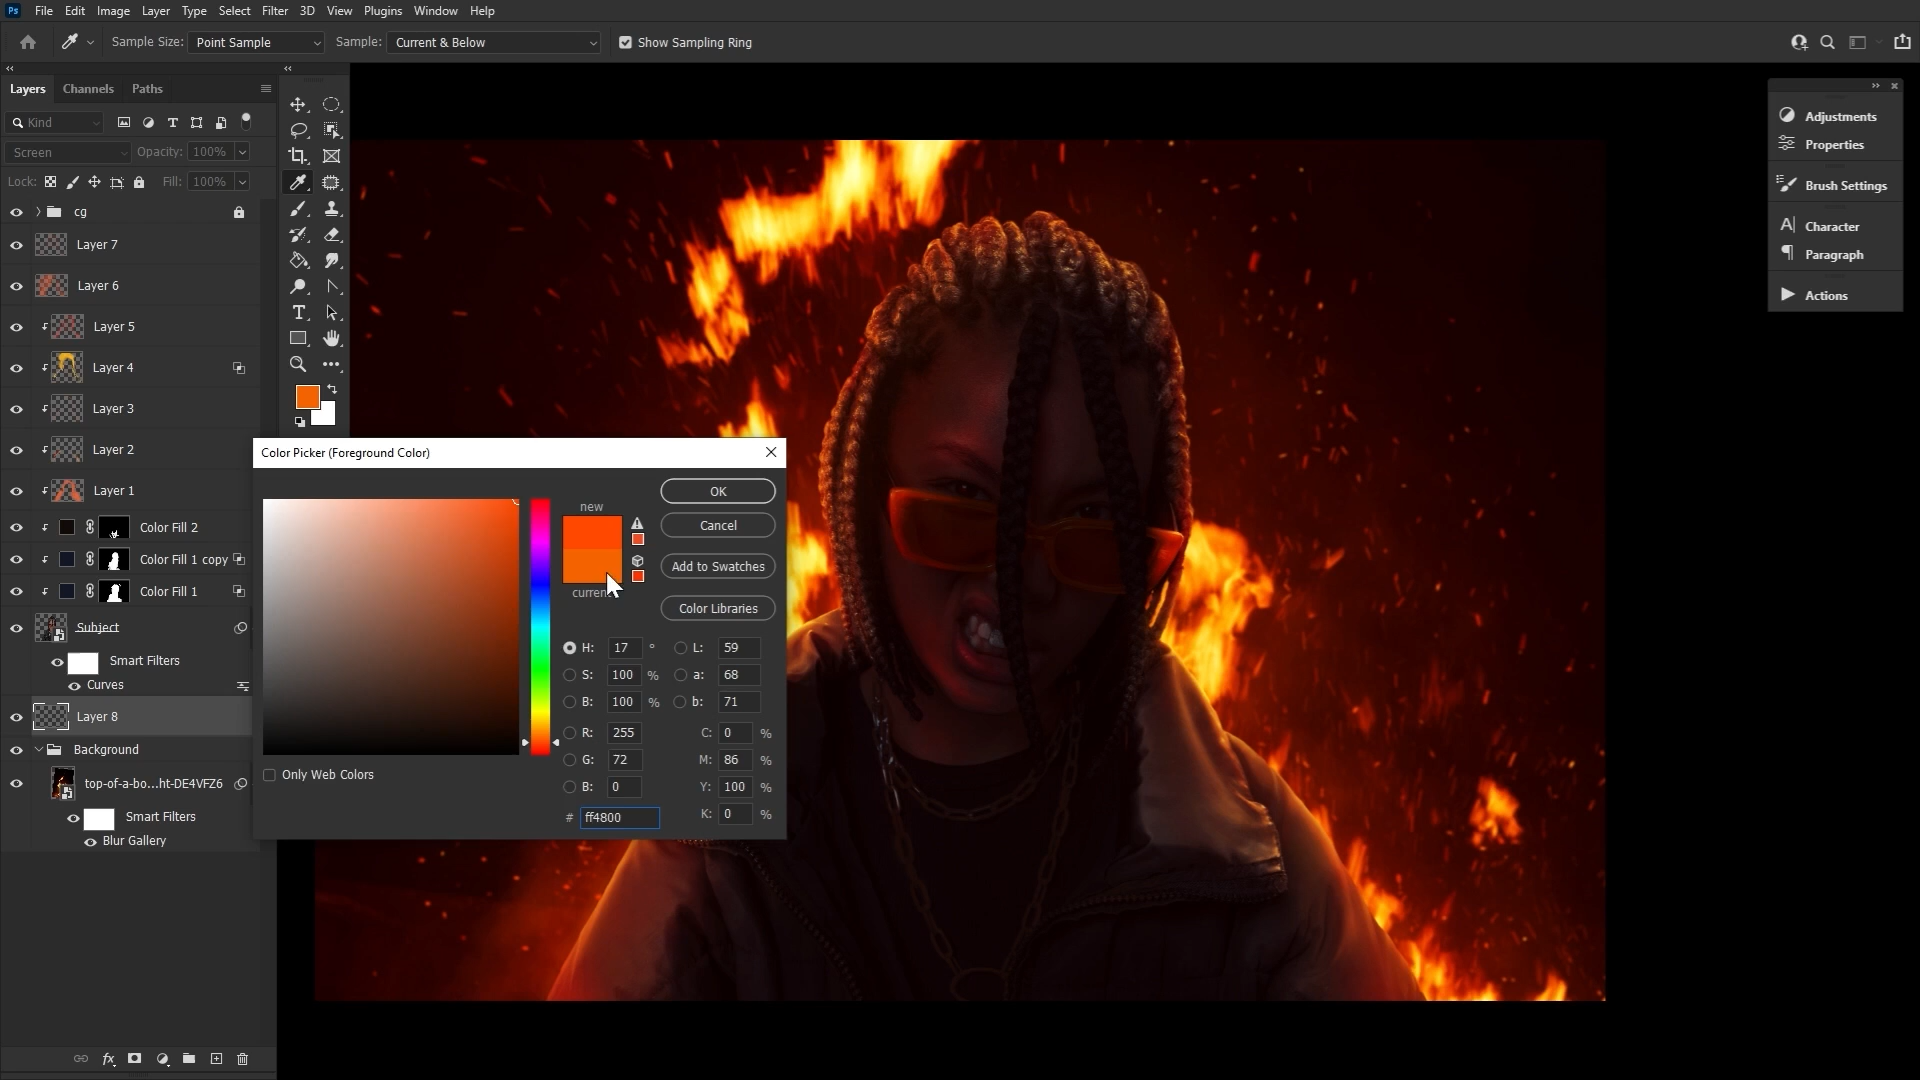 Ps File Edit Image Layer Type Select Filter 3D View Plugins Window Help
Sample Size: Point Sample Sample: Current & Below Show Sampling Ring
Layers Channels Paths
Kind
Screen Opacity: 100%
Lock: Fill: 100%
cg
Layer 7
Layer 6
Layer 5
Layer 4
Layer 3
Layer 2
Layer 1
Color Fill 2
Color Fill 1 copy
Color Fill 1
Subject
Smart Filters
Curves
Layer 8
Background
top-of-a-bo...ht-DE4VFZ6
Smart Filters
Blur Gallery
fx
Color Picker (Foreground Color)
new
current
OK
Cancel
Add to Swatches
Color Libraries
H: 17 ° L: 59
S: 100 % a: 68
B: 100 % b: 71
R: 255 C: 0 %
G: 72 M: 86 %
B: 0 Y: 100 %
# ff4800 K: 0 %
Only Web Colors
Adjustments
Properties
Brush Settings
Character
Paragraph
Actions